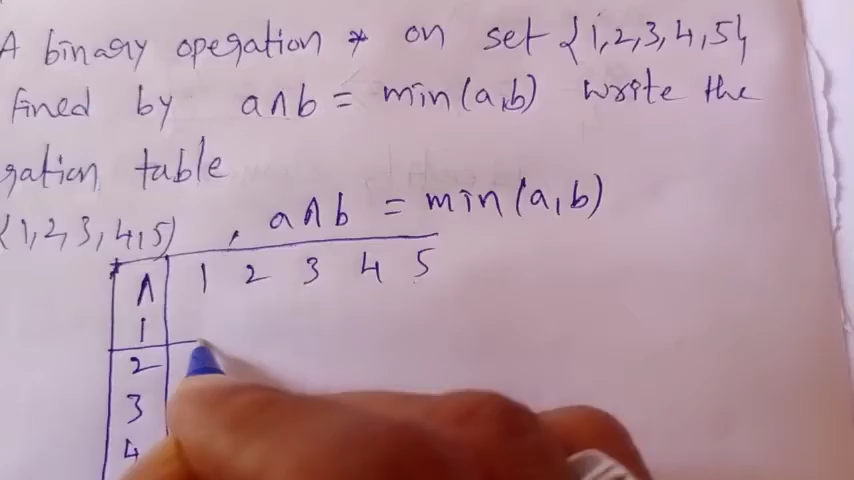 A binary operation * on set {1,2,3,4,5}
fined by a∧b = min(a,b) write the
ration table
{1,2,3,4,5} , a∧b = min(a,b)
∧ 1 2 3 4 5
1
2
3
4